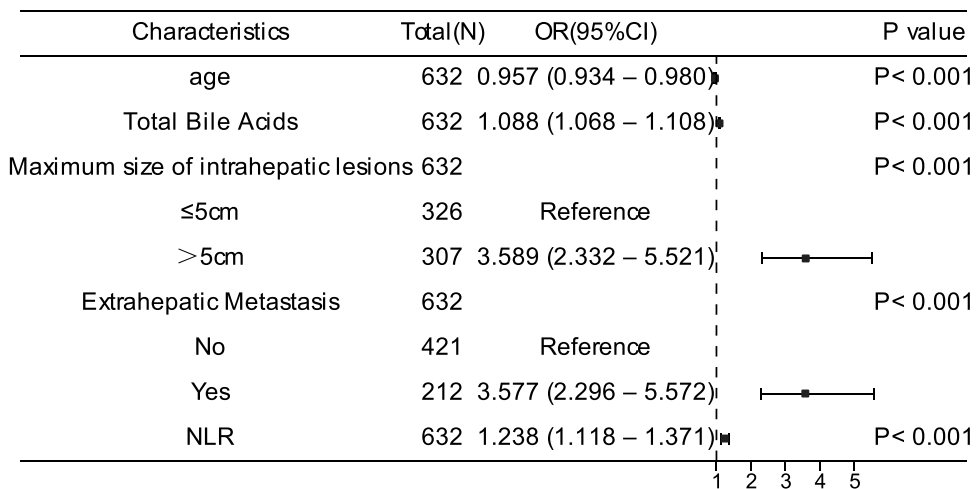 Characteristics Total(N) OR(95%CI) P value
age 632 0.957 (0.934 – 0.980) P< 0.001
Total Bile Acids 632 1.088 (1.068 – 1.108) P< 0.001
Maximum size of intrahepatic lesions 632 P< 0.001
≤5cm 326 Reference
＞5cm 307 3.589 (2.332 – 5.521)
Extrahepatic Metastasis 632 P< 0.001
No 421 Reference
Yes 212 3.577 (2.296 – 5.572)
NLR 632 1.238 (1.118 – 1.371) P< 0.001
1 2 3 4 5